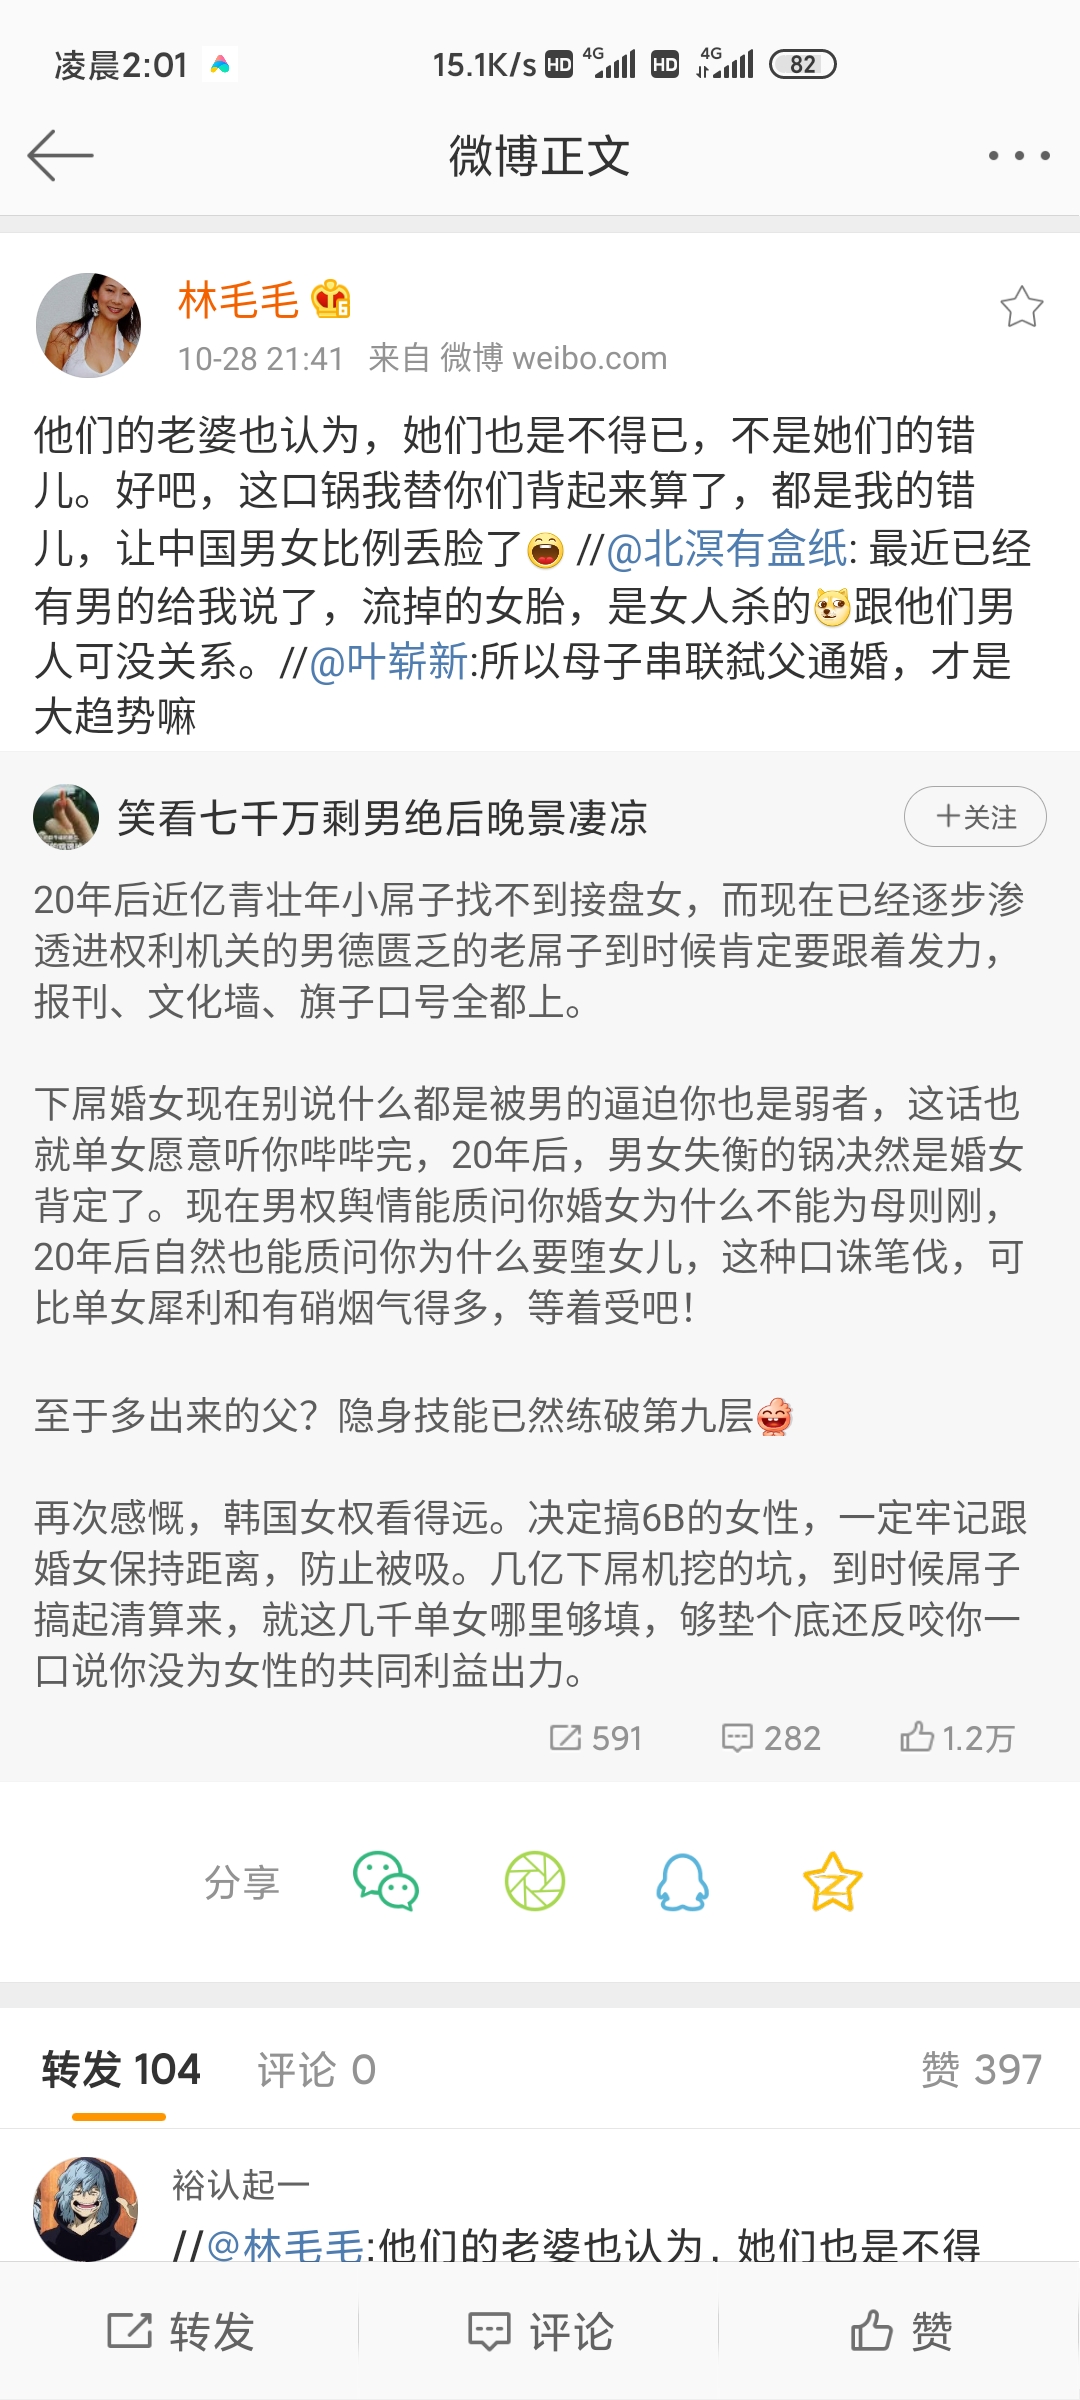 凌晨2:01 15.1K/s HD 4G HD 4G 82
微博正文
林毛毛 6
10-28 21:41 来自 微博 weibo.com
他们的老婆也认为，她们也是不得已，不是她们的错
儿。好吧，这口锅我替你们背起来算了，都是我的错
儿，让中国男女比例丢脸了 //@北溟有盒纸: 最近已经
有男的给我说了，流掉的女胎，是女人杀的跟他们男
人可没关系。//@叶崭新:所以母子串联弑父通婚，才是
大趋势嘛
笑看七千万剩男绝后晚景凄凉
+关注
20年后近亿青壮年小屌子找不到接盘女，而现在已经逐步渗
透进权利机关的男德匮乏的老屌子到时候肯定要跟着发力，
报刊、文化墙、旗子口号全都上。
下屌婚女现在别说什么都是被男的逼迫你也是弱者，这话也
就单女愿意听你哔哔完，20年后，男女失衡的锅决然是婚女
背定了。现在男权舆情能质问你婚女为什么不能为母则刚，
20年后自然也能质问你为什么要堕女儿，这种口诛笔伐，可
比单女犀利和有硝烟气得多，等着受吧！
至于多出来的父？隐身技能已然练破第九层
再次感慨，韩国女权看得远。决定搞6B的女性，一定牢记跟
婚女保持距离，防止被吸。几亿下屌机挖的坑，到时候屌子
搞起清算来，就这几千单女哪里够填，够垫个底还反咬你一
口说你没为女性的共同利益出力。
591 282 1.2万
分享
转发 104 评论 0 赞 397
裕认起一
//@林毛毛:他们的老婆也认为，她们也是不得
转发 评论 赞